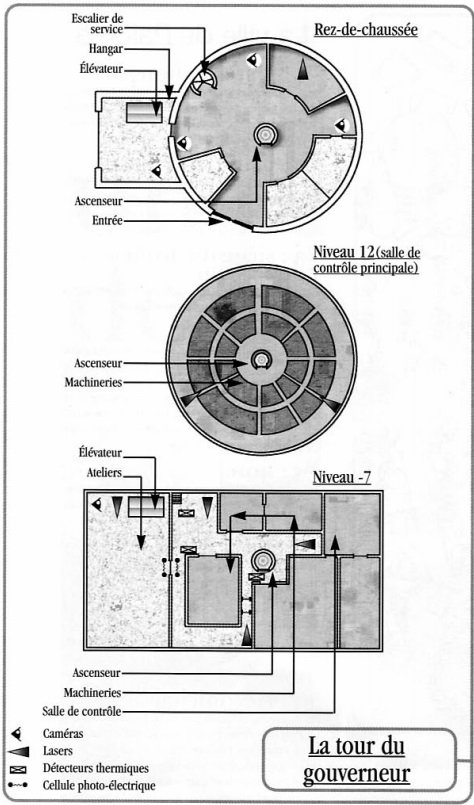 Rez-de-chaussée
Escalier de
service
Hangar
Élévateur
Ascenseur
Entrée
Niveau 12 (salle de
contrôle principale)
Ascenseur
Machineries
Niveau -7
Élévateur
Ateliers
Ascenseur
Machineries
Salle de contrôle
Caméras
Lasers
Détecteurs thermiques
Cellule photo-électrique
La tour du
gouverneur